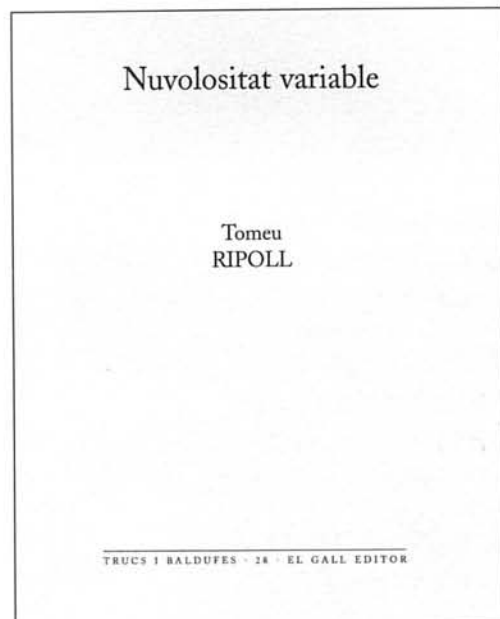 Nuvolositat variable
Tomeu
RIPOLL
TRUCS I BALDUFES · 28 · EL GALL EDITOR